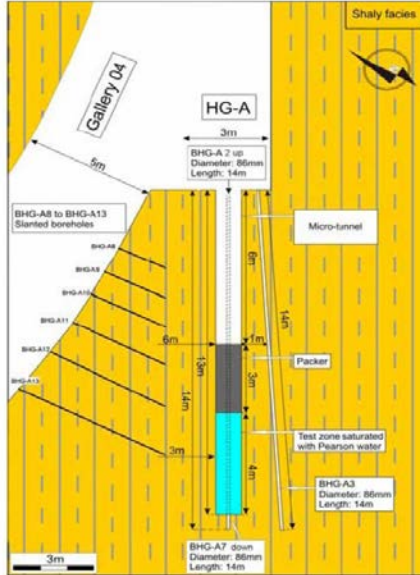 Shaly facies
Gallery 04
HG-A
3m
5m
BHG-A 2 up
Diameter: 86mm
Length: 14m
BHG-A8 to BHG-A13
Slanted boreholes
Micro-tunnel
BHG-A8
BHG-A9
BHG-A10
BHG-A11
BHG-A12
BHG-A13
6m
14m
6m
1m
13m
14m
3m
Packer
Test zone saturated
with Pearson water
3m
4m
BHG-A3
Diameter: 86mm
Length: 14m
BHG-A7 down
Diameter: 86mm
Length: 14m
3m